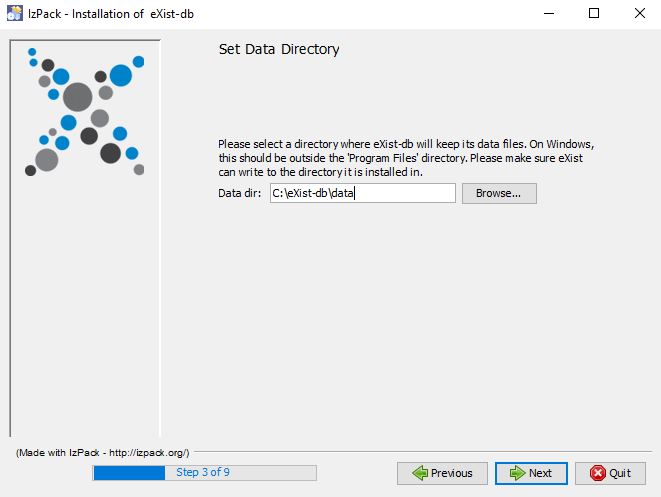 IzPack - Installation of eXist-db
Set Data Directory
Please select a directory where eXist-db will keep its data files. On Windows,
this should be outside the 'Program Files' directory. Please make sure eXist
can write to the directory it is installed in.
Data dir: C:\eXist-db\data Browse...
(Made with IzPack - http://izpack.org/)
Step 3 of 9 Previous Next Quit